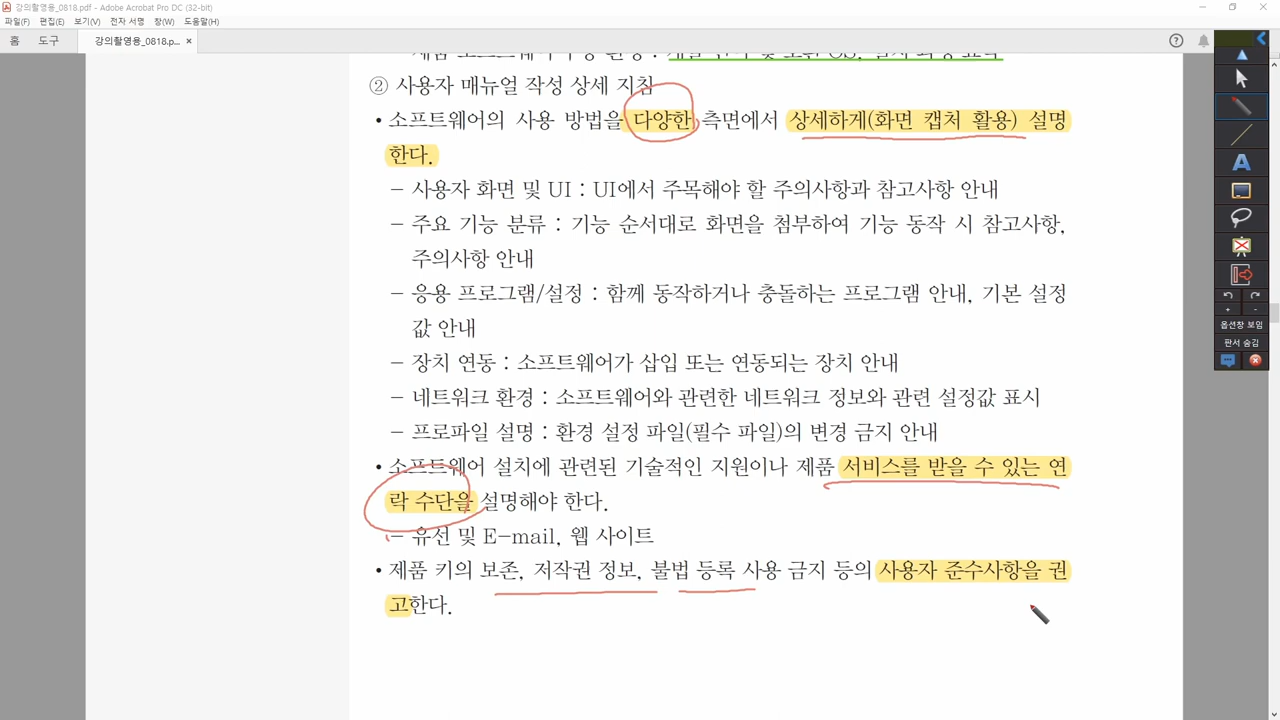 강의촬영용_0818.pdf - Adobe Acrobat Pro DC (32-bit)
파일(F) 편집(E) 보기(V) 전자 서명 창(W) 도움말(H)
홈 도구 강의촬영용_0818.p... ×
② 사용자 매뉴얼 작성 상세 지침
• 소프트웨어의 사용 방법을 다양한 측면에서 상세하게(화면 캡처 활용) 설명
한다.
– 사용자 화면 및 UI : UI에서 주목해야 할 주의사항과 참고사항 안내
– 주요 기능 분류 : 기능 순서대로 화면을 첨부하여 기능 동작 시 참고사항,
주의사항 안내
– 응용 프로그램/설정 : 함께 동작하거나 충돌하는 프로그램 안내, 기본 설정
값 안내
– 장치 연동 : 소프트웨어가 삽입 또는 연동되는 장치 안내
– 네트워크 환경 : 소프트웨어와 관련한 네트워크 정보와 관련 설정값 표시
– 프로파일 설명 : 환경 설정 파일(필수 파일)의 변경 금지 안내
• 소프트웨어 설치에 관련된 기술적인 지원이나 제품 서비스를 받을 수 있는 연
락 수단을 설명해야 한다.
– 유선 및 E-mail, 웹 사이트
• 제품 키의 보존, 저작권 정보, 불법 등록 사용 금지 등의 사용자 준수사항을 권
고한다.
A
+ -
옵션창 보임
판서 숨김